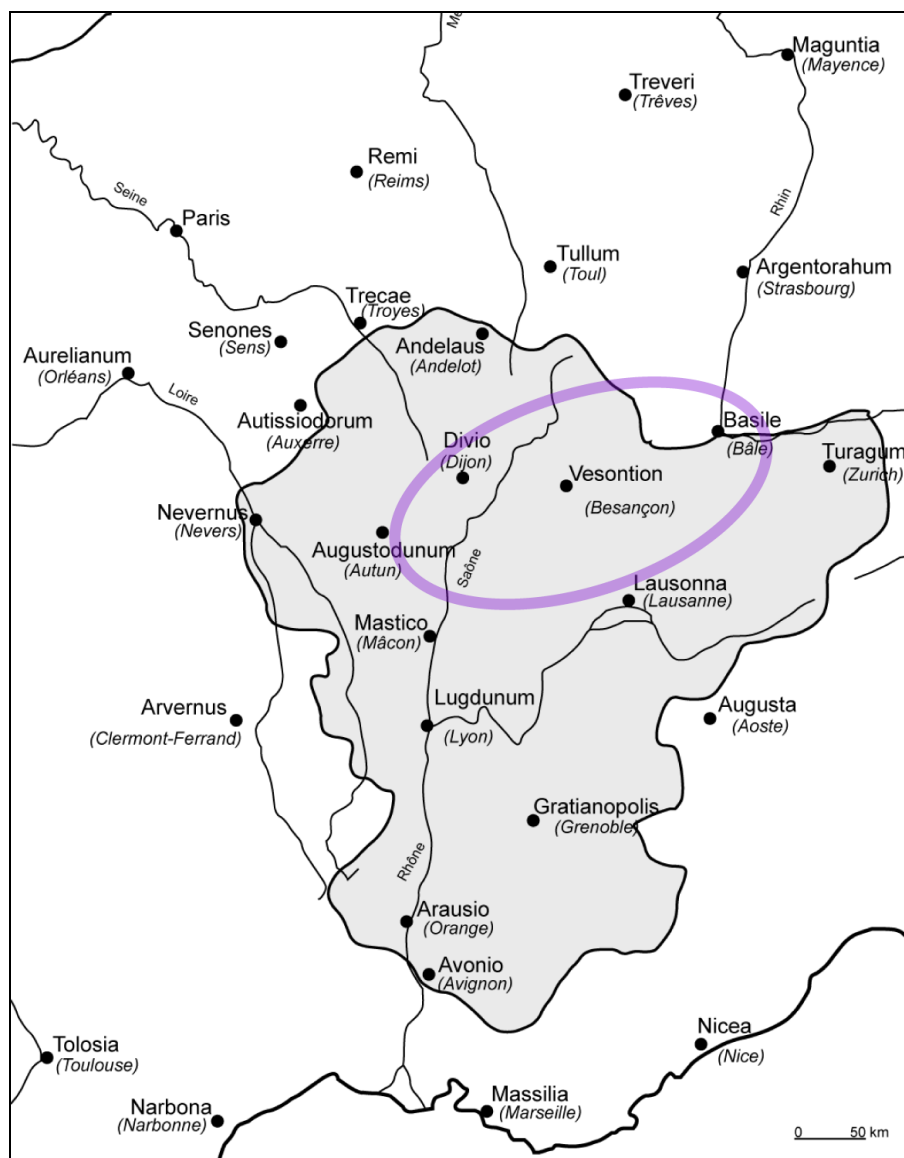 Me
Maguntia
(Mayence)
Treveri
(Trêves)
Remi
(Reims)
Seine
Rhin
Paris
Tullum
(Toul)
Argentorahum
(Strasbourg)
Trecae
(Troyes)
Senones
(Sens)
Andelaus
(Andelot)
Aurelianum
(Orléans)
Loire
Autissiodorum
(Auxerre)
Basile
(Bâle)
Divio
(Dijon)
Turagum
(Zurich)
Vesontion
(Besançon)
Nevernus
(Nevers)
Augustodunum
(Autun)
Saône
Lausonna
(Lausanne)
Mastico
(Mâcon)
Arvernus
(Clermont-Ferrand)
Lugdunum
(Lyon)
Augusta
(Aoste)
Gratianopolis
(Grenoble)
Rhône
Arausio
(Orange)
Avonio
(Avignon)
Nicea
(Nice)
Tolosia
(Toulouse)
Massilia
(Marseille)
Narbona
(Narbonne)
0 50 km